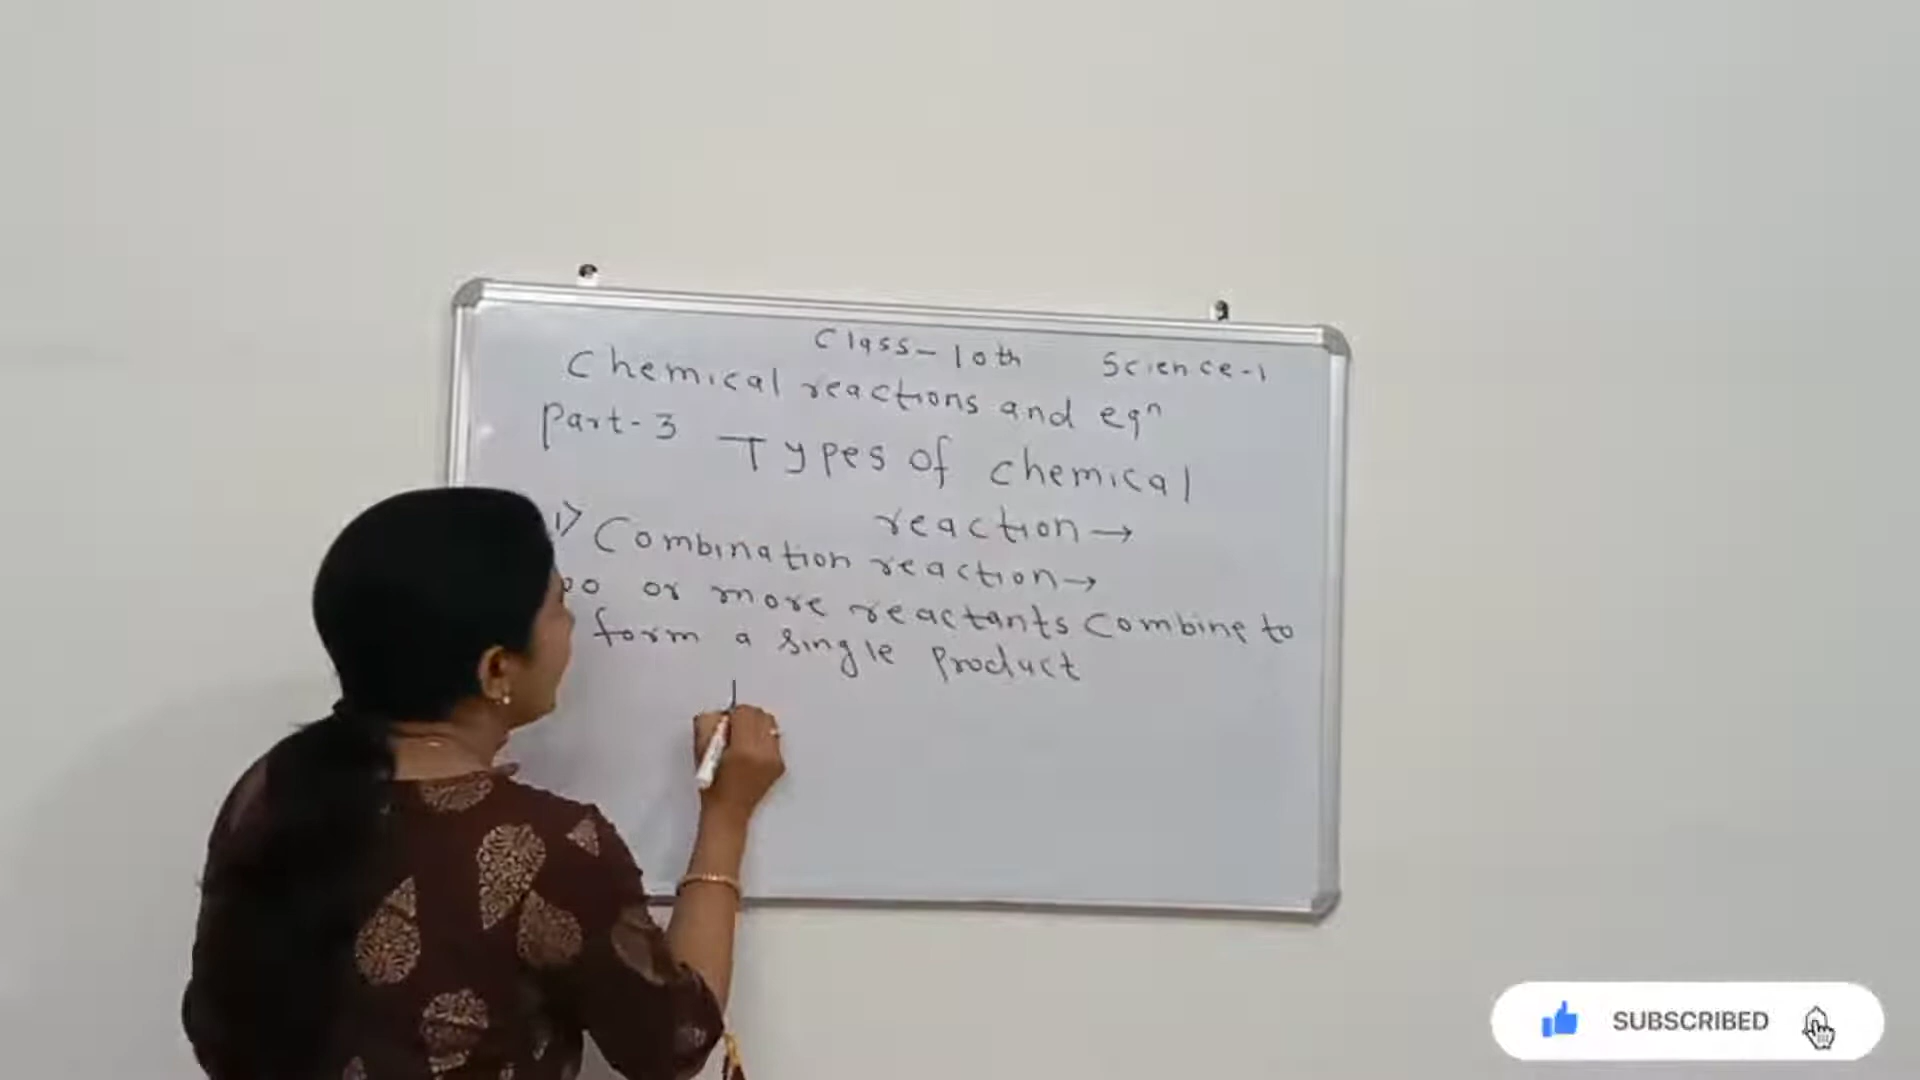 Class-10th Science-1
Chemical reactions and eqn
Part-3 Types of chemical
reaction→
1) Combination reaction→
or more reactants Combine to
form a single Product
SUBSCRIBED